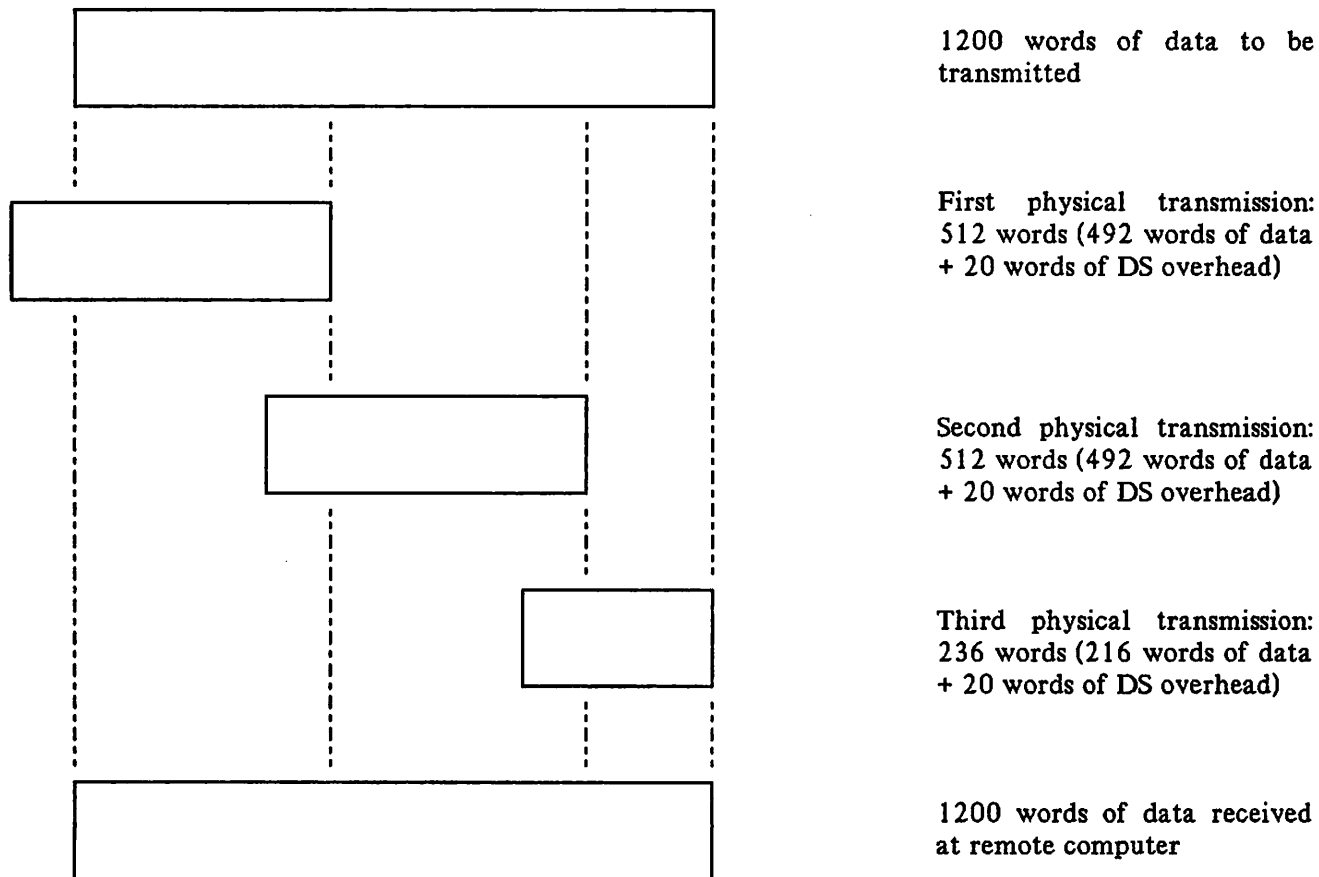 1200 words of data to be
transmitted
First physical transmission:
512 words (492 words of data
+ 20 words of DS overhead)
Second physical transmission:
512 words (492 words of data
+ 20 words of DS overhead)
Third physical transmission:
236 words (216 words of data
+ 20 words of DS overhead)
1200 words of data received
at remote computer